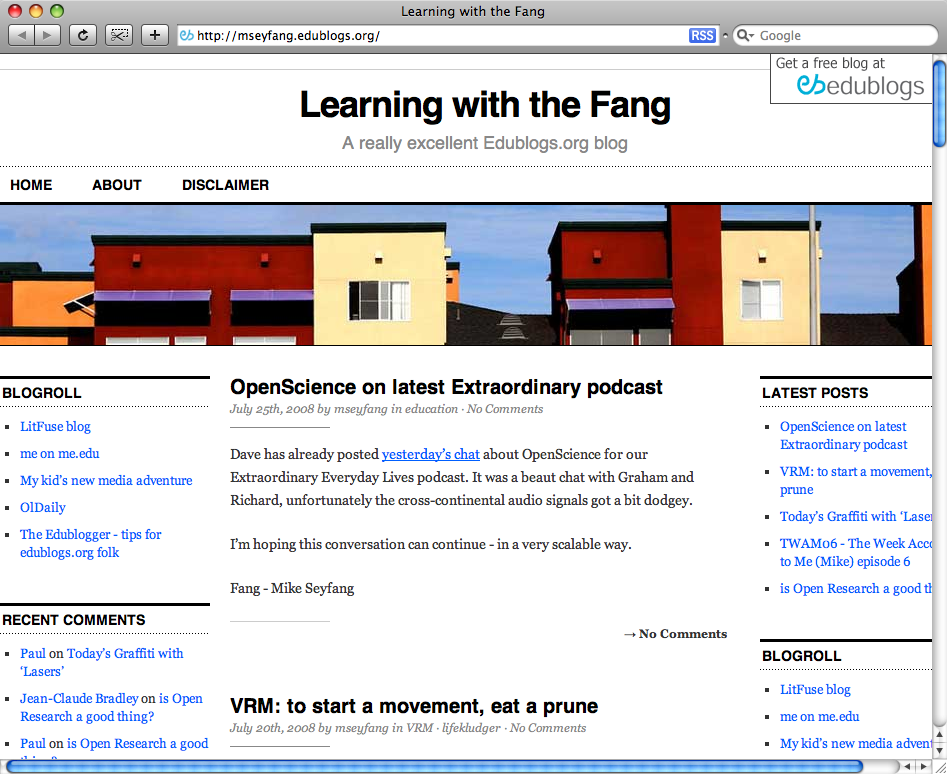 Learning with the Fang
http://mseyfang.edublogs.org/
RSS
Google
Get a free blog at
edublogs
Learning with the Fang
A really excellent Edublogs.org blog
HOME ABOUT DISCLAIMER
BLOGROLL
LitFuse blog
me on me.edu
My kid's new media adventure
OlDaily
The Edublogger - tips for
edublogs.org folk
RECENT COMMENTS
Paul on Today's Graffiti with
‘Lasers’
Jean-Claude Bradley on is Open
Research a good thing?
Paul on is Open Research a good
thing?
OpenScience on latest Extraordinary podcast
July 25th, 2008 by mseyfang in education · No Comments
Dave has already posted yesterday's chat about OpenScience for our
Extraordinary Everyday Lives podcast. It was a beaut chat with Graham and
Richard, unfortunately the cross-continental audio signals got a bit dodgey.
I'm hoping this conversation can continue - in a very scalable way.
Fang - Mike Seyfang
→ No Comments
VRM: to start a movement, eat a prune
July 20th, 2008 by mseyfang in VRM · lifekludger · No Comments
LATEST POSTS
OpenScience on latest
Extraordinary podcast
VRM: to start a movement,
prune
Today's Graffiti with ‘Laser
TWAM06 - The Week Acco
to Me (Mike) episode 6
is Open Research a good th
BLOGROLL
LitFuse blog
me on me.edu
My kid's new media advent